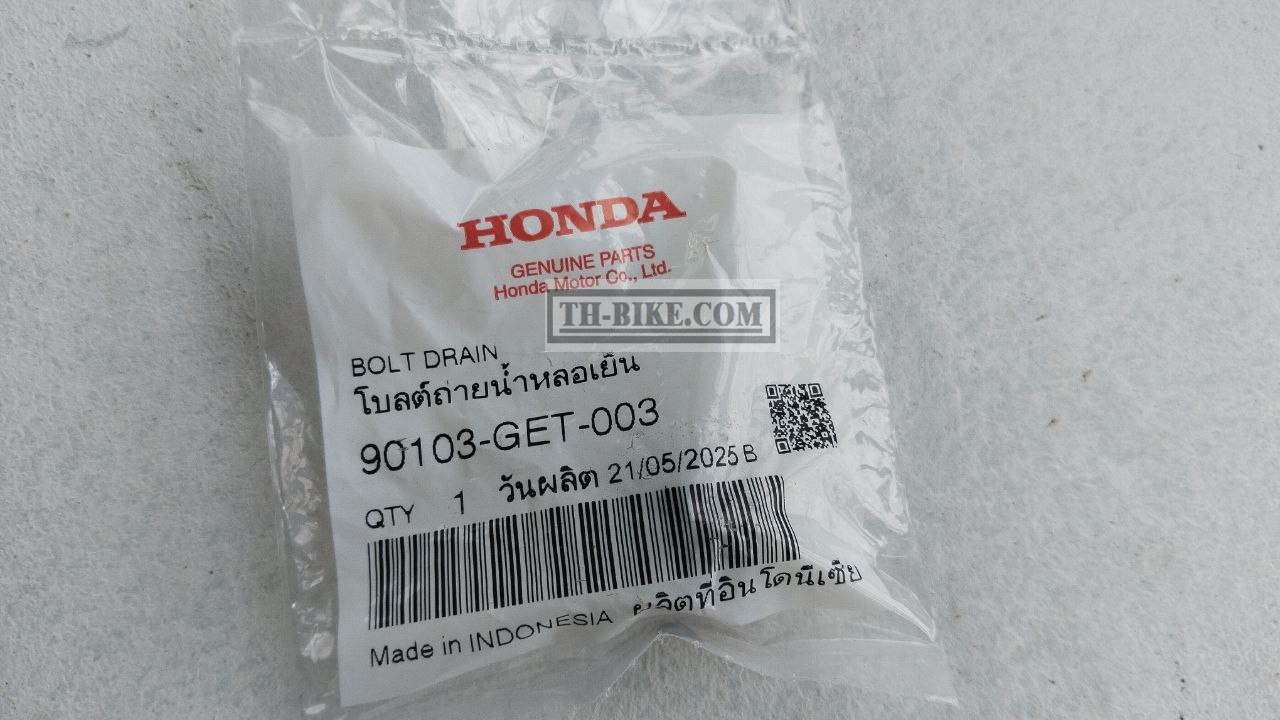 HONDA
GENUINE PARTS
Honda Motor Co., Ltd.
TH-BIKE.COM
BOLT DRAIN
โบลต์ถ่ายน้ำหลอเย็น
90103-GET-003
QTY 1 วันผลิต 21/05/2025 B
Made in INDONESIA ผลิตที่อินโดนีเซีย